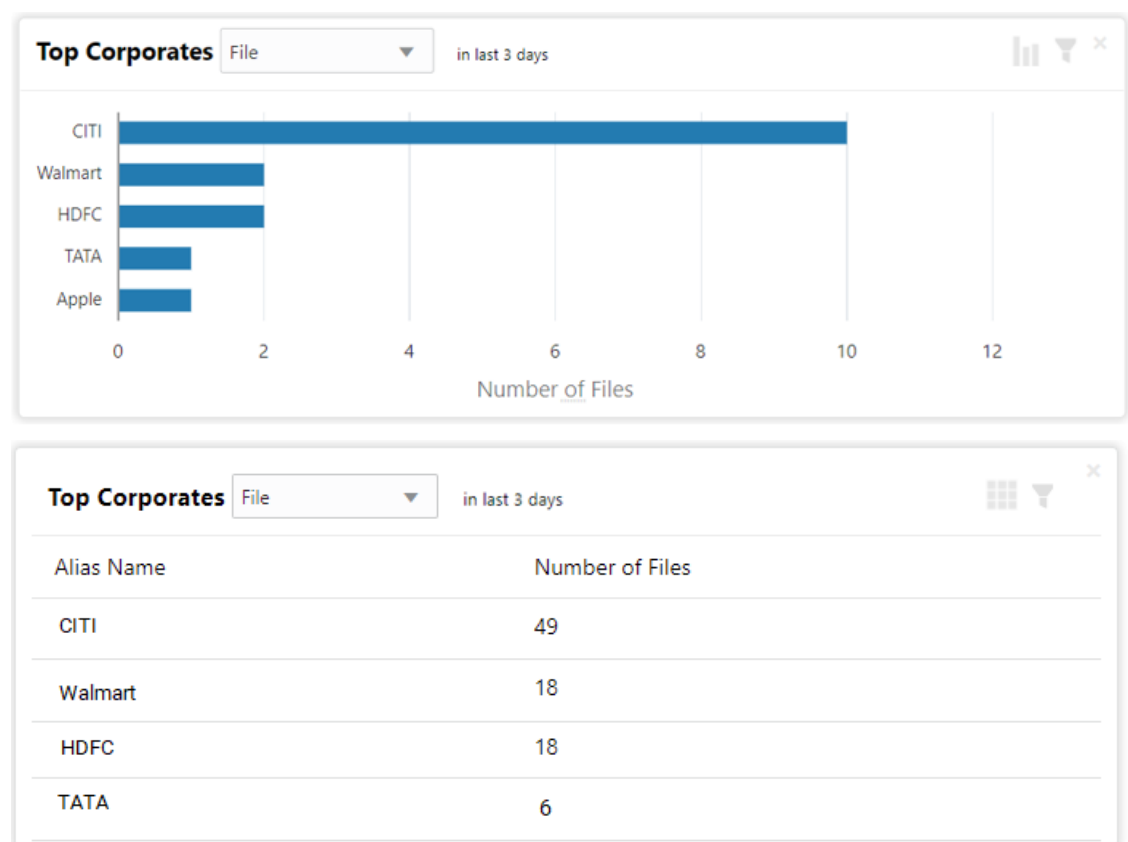 Top Corporates File in last 3 days ×
CITI
Walmart
HDFC
TATA
Apple
0 2 4 6 8 10 12
Number of Files
×
Top Corporates File in last 3 days
Alias Name Number of Files
CITI 49
Walmart 18
HDFC 18
TATA 6